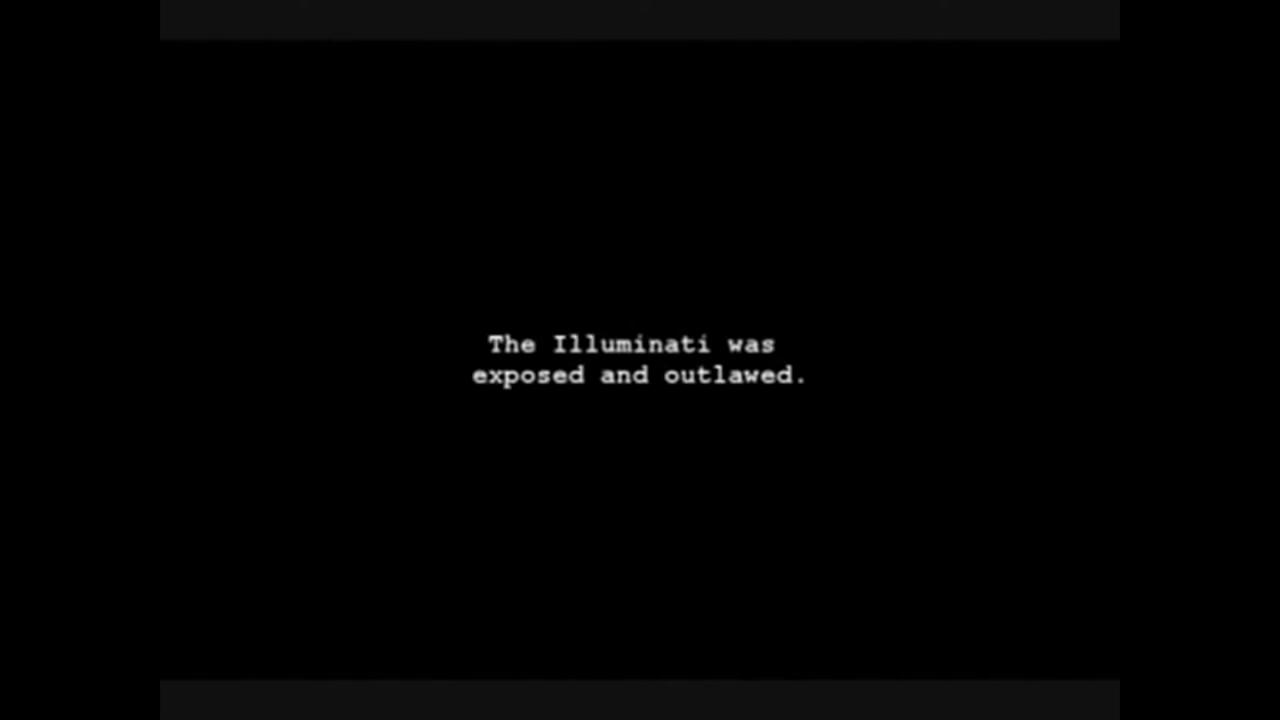 The Illuminati was
exposed and outlawed.